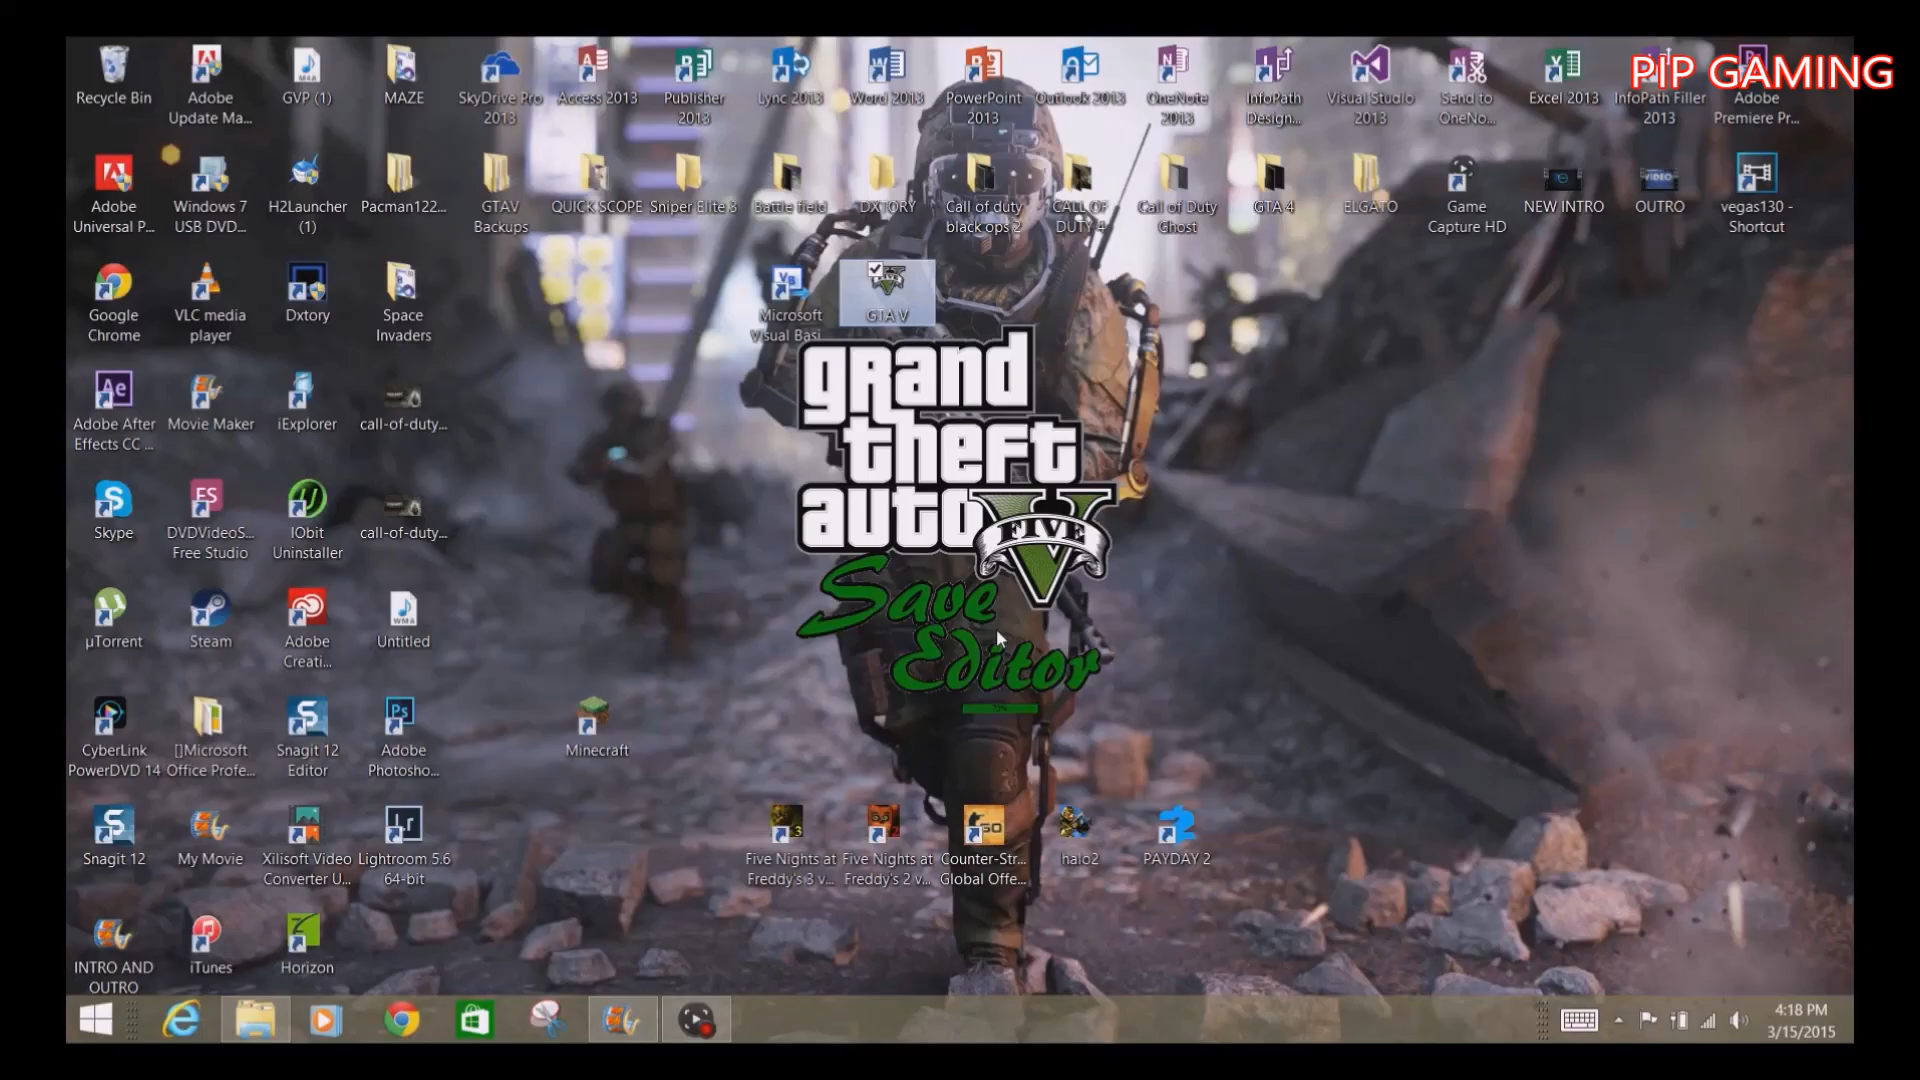 PIP GAMING
Recycle Bin
Adobe
Update Ma...
GVP (1)
MAZE
SkyDrive Pro
2013
Access 2013
Publisher
2013
Lync 2013
Word 2013
PowerPoint
2013
Outlook 2013
OneNote
2013
InfoPath
Design...
Visual Studio
2013
Send to
OneNo...
Excel 2013
InfoPath Filler
2013
Adobe
Premiere Pr...
Adobe
Universal P...
Windows 7
USB DVD...
H2Launcher
(1)
Pacman122...
GTAV
Backups
QUICK SCOPE
Sniper Elite 3
Battle field
DXTORY
Call of duty
black ops 2
CALL OF
DUTY 4
Call of Duty
Ghost
GTA 4
ELGATO
Game
Capture HD
NEW INTRO
VIDEO
OUTRO
vegas130 -
Shortcut
Google
Chrome
VLC media
player
Dxtory
Space
Invaders
Microsoft
Visual Basi...
GTA V
grand
theft
auto V
FIVE
Save
Editor
Ae
Adobe After
Effects CC ...
Movie Maker
iExplorer
call-of-duty...
Skype
FS
DVDVideoS...
Free Studio
IObit
Uninstaller
call-of-duty...
µTorrent
Steam
Adobe
Creati...
WMA
Untitled
CyberLink
PowerDVD 14
[]Microsoft
Office Profe...
Snagit 12
Editor
Ps
Adobe
Photosho...
Minecraft
Snagit 12
My Movie
Xilisoft Video
Converter U...
Lr
Lightroom 5.6
64-bit
Five Nights at
Freddy's 3 v...
Five Nights at
Freddy's 2 v...
GO
Counter-Str...
Global Offe...
halo2
PAYDAY 2
INTRO AND
OUTRO
iTunes
Horizon
4:18 PM
3/15/2015